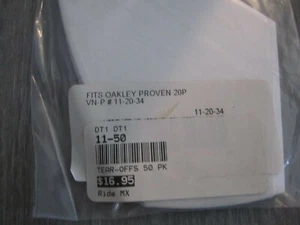 FITS OAKLEY PROVEN 20P
VN-P # 11-20-34
11-20-34
DT1 DT1
11-50
TEAR-OFFS 50 PK
$16.95
Ride MX